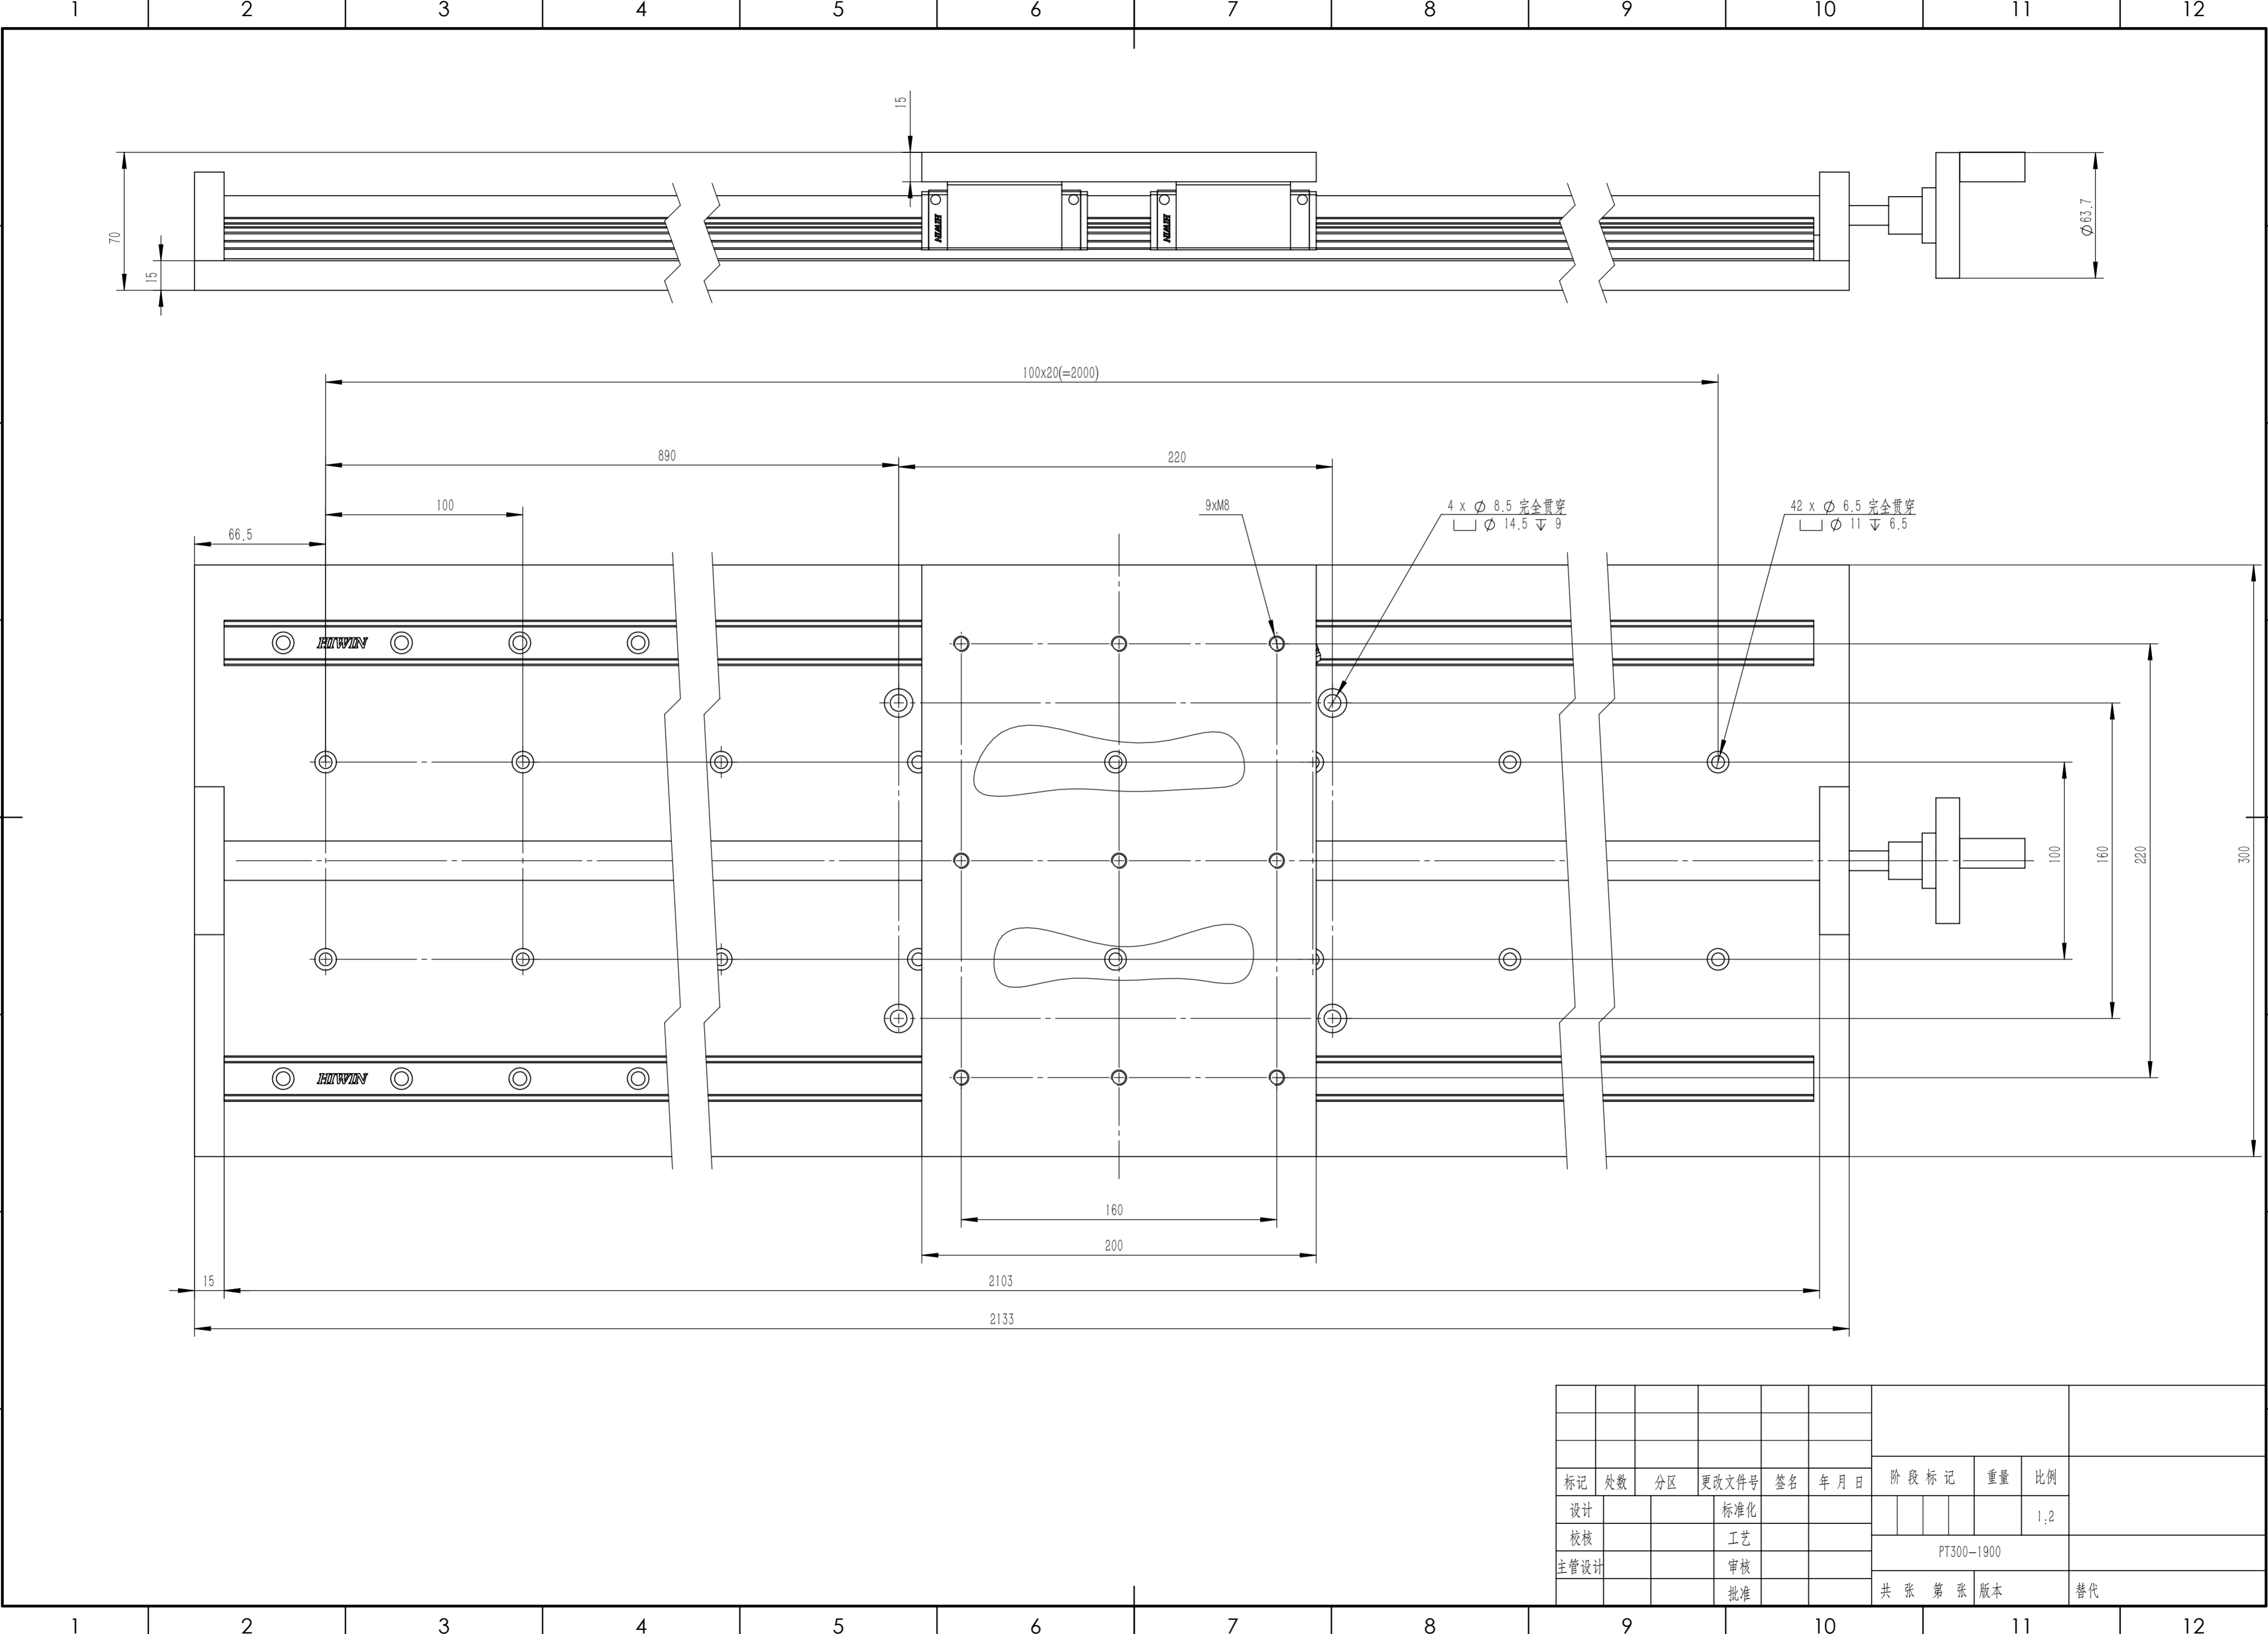 1 2 3 4 5 6 7 8 9 10 11 12
15
70
15
HIWIN HIWIN
Ø63.7
100x20(=2000)
890
220
100
9xM8
4 x Ø 8.5 完全贯穿
⌴ Ø 14.5 ↧ 9
42 x Ø 6.5 完全贯穿
⌴ Ø 11 ↧ 6.5
66.5
HIWIN
100
160
220
300
HIWIN
160
200
15
2103
2133
标记 处数 分区 更改文件号 签名 年 月 日 阶 段 标 记 重量 比例
设计 标准化 1:2
校核 工艺
PT300-1900
主管设计 审核
批准 共 张 第 张 版本 替代
1 2 3 4 5 6 7 8 9 10 11 12